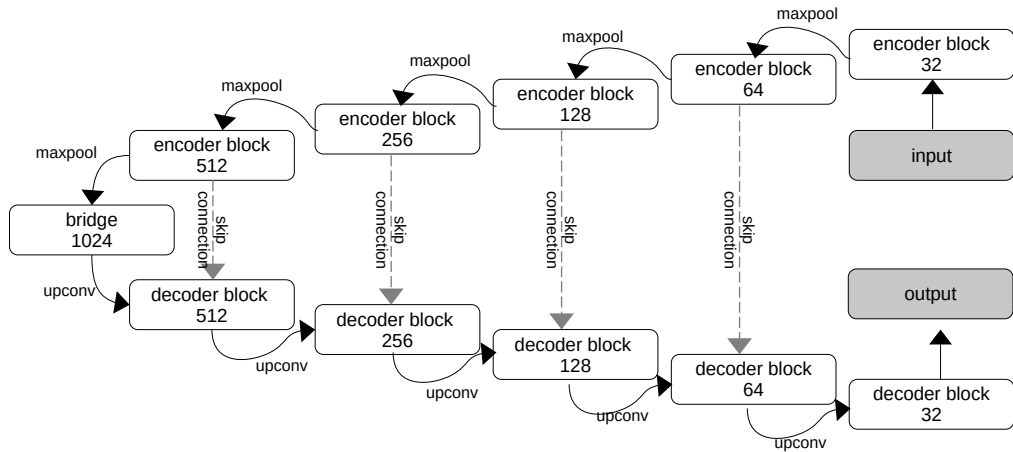 maxpool
encoder block
32
maxpool
encoder block
64
maxpool
encoder block
128
maxpool
encoder block
256
maxpool
encoder block
512
input
bridge
1024
skip
connection
skip
connection
skip
connection
skip
connection
upconv
decoder block
512
output
decoder block
256
upconv
decoder block
128
upconv
decoder block
64
upconv
decoder block
32
upconv